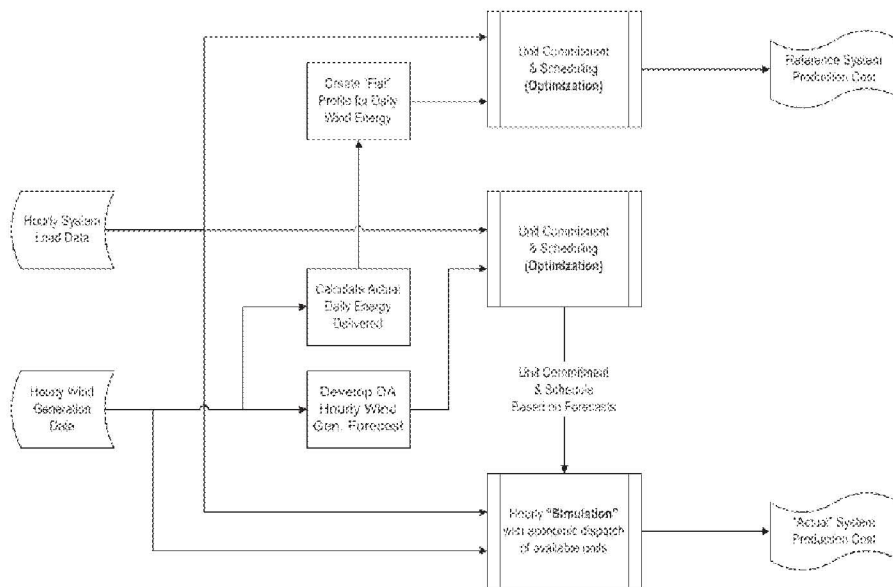 Unit Commitment
& Scheduling
(Optimization)
Reference System
Production Cost
Create "Flat"
Profile for Daily
Wind Energy
Hourly System
Load Data
Unit Commitment
& Scheduling
(Optimization)
Calculate Actual
Daily Energy
Delivered
Hourly Wind
Generation
Data
Develop DA
Hourly Wind
Gen. Forecast
Unit Commitment
& Schedule
Based on Forecasts
Hourly "Simulation"
with economic dispatch
of available units
"Actual" System
Production Cost